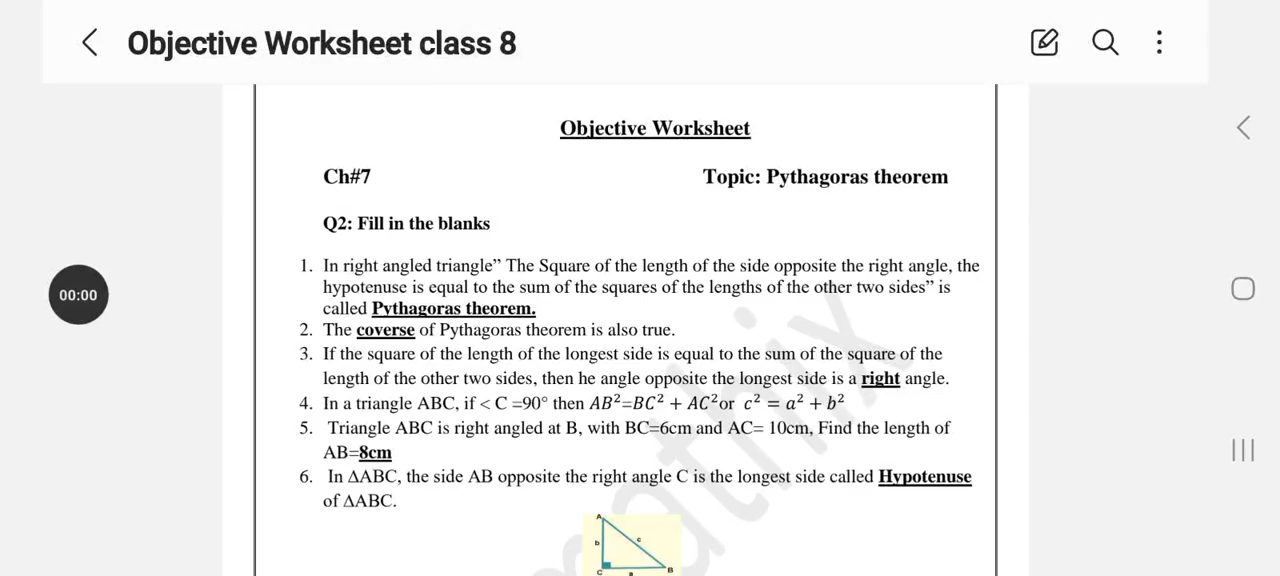 Objective Worksheet class 8
Objective Worksheet
Ch#7 Topic: Pythagoras theorem
Q2: Fill in the blanks
1. In right angled triangle” The Square of the length of the side opposite the right angle, the
hypotenuse is equal to the sum of the squares of the lengths of the other two sides” is
called Pythagoras theorem.
00:00
2. The coverse of Pythagoras theorem is also true.
3. If the square of the length of the longest side is equal to the sum of the square of the
length of the other two sides, then he angle opposite the longest side is a right angle.
4. In a triangle ABC, if < C =90° then AB²=BC² + AC²or c² = a² + b²
5. Triangle ABC is right angled at B, with BC=6cm and AC= 10cm, Find the length of
AB=8cm
6. In ΔABC, the side AB opposite the right angle C is the longest side called Hypotenuse
of ΔABC.
A
b c
C a B